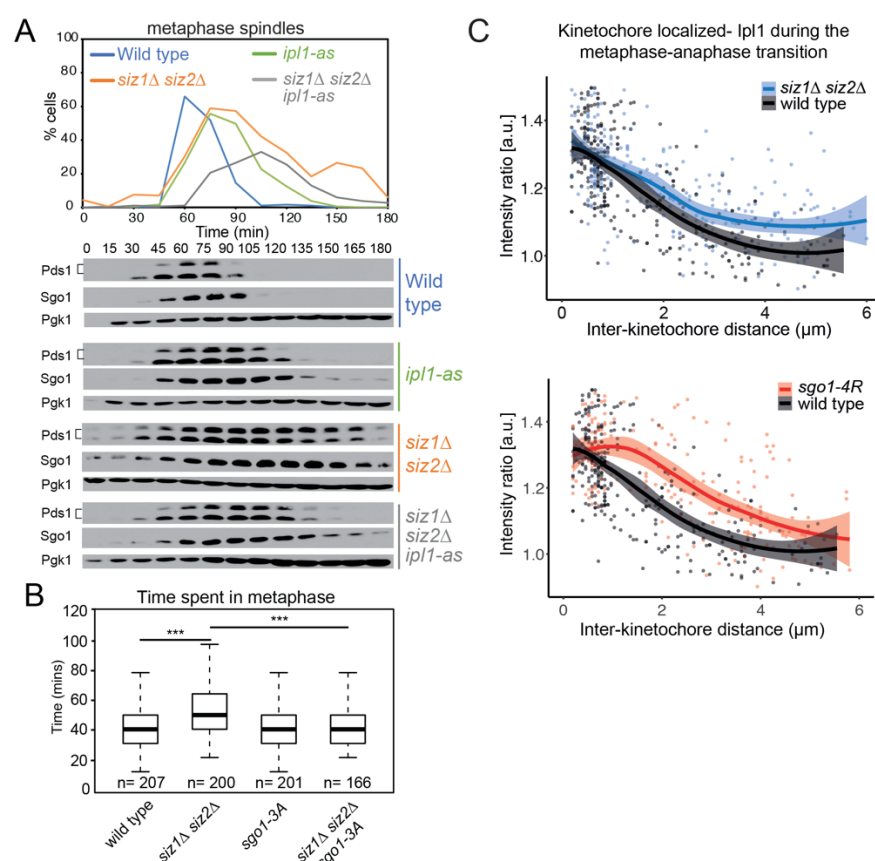 A
metaphase spindles
Wild type
ipl1-as
siz1Δ siz2Δ
siz1Δ siz2Δ
ipl1-as
% cells
100
80
60
40
20
0
0 30 60 90 120 150 180
Time (min)
0 15 30 45 60 75 90 105 120 135 150 165 180
Pds1
Sgo1
Pgk1
Wild
type
Pds1
Sgo1
Pgk1
ipl1-as
Pds1
Sgo1
Pgk1
siz1Δ
siz2Δ
Pds1
Sgo1
Pgk1
siz1Δ
siz2Δ
ipl1-as
B
Time spent in metaphase
Time (mins)
120
100
80
60
40
20
0
***
***
n= 207 n= 200 n= 201 n= 166
wild type
siz1Δ siz2Δ
sgo1-3A
siz1Δ siz2Δ
C
Kinetochore localized- Ipl1 during the
metaphase-anaphase transition
siz1Δ siz2Δ
wild type
Intensity ratio [a.u.]
1.4
1.2
1.0
0 1 2 3 4 5 6
Inter-kinetochore distance (μm)
sgo1-4R
wild type
Intensity ratio [a.u.]
1.4
1.2
1.0
0 2 4 6
Inter-kinetochore distance (μm)